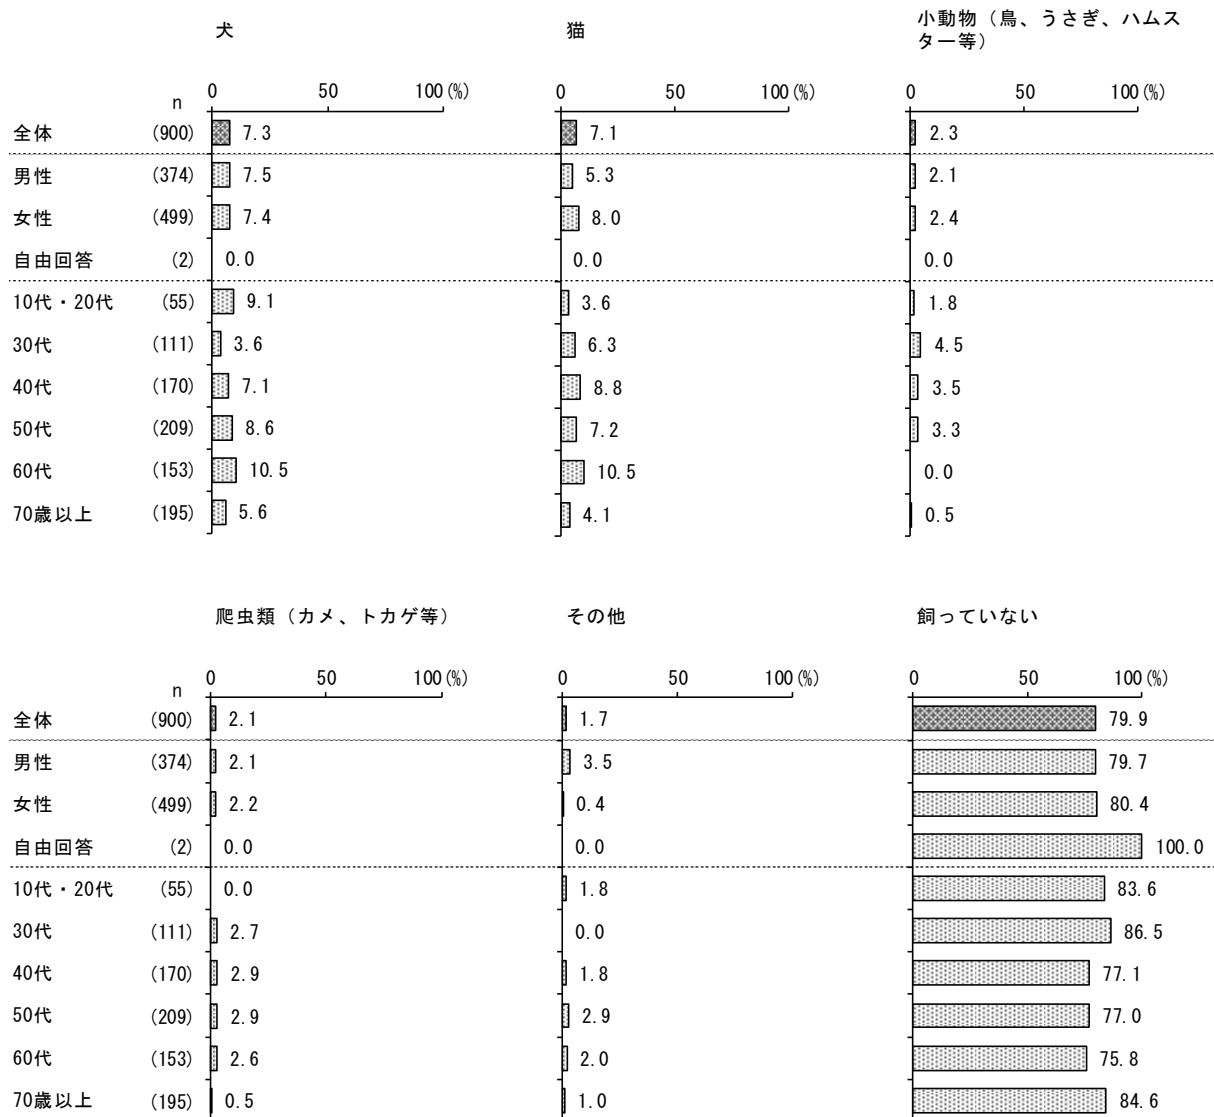 犬 猫 小動物（鳥、うさぎ、ハムス
ター等）
0 50 100(%) 0 50 100(%) 0 50 100(%)
n
全体 (900) 7.3 7.1 2.3
男性 (374) 7.5 5.3 2.1
女性 (499) 7.4 8.0 2.4
自由回答 (2) 0.0 0.0 0.0
10代・20代 (55) 9.1 3.6 1.8
30代 (111) 3.6 6.3 4.5
40代 (170) 7.1 8.8 3.5
50代 (209) 8.6 7.2 3.3
60代 (153) 10.5 10.5 0.0
70歳以上 (195) 5.6 4.1 0.5
爬虫類（カメ、トカゲ等） その他 飼っていない
0 50 100(%) 0 50 100(%) 0 50 100(%)
n
全体 (900) 2.1 1.7 79.9
男性 (374) 2.1 3.5 79.7
女性 (499) 2.2 0.4 80.4
自由回答 (2) 0.0 0.0 100.0
10代・20代 (55) 0.0 1.8 83.6
30代 (111) 2.7 0.0 86.5
40代 (170) 2.9 1.8 77.1
50代 (209) 2.9 2.9 77.0
60代 (153) 2.6 2.0 75.8
70歳以上 (195) 0.5 1.0 84.6